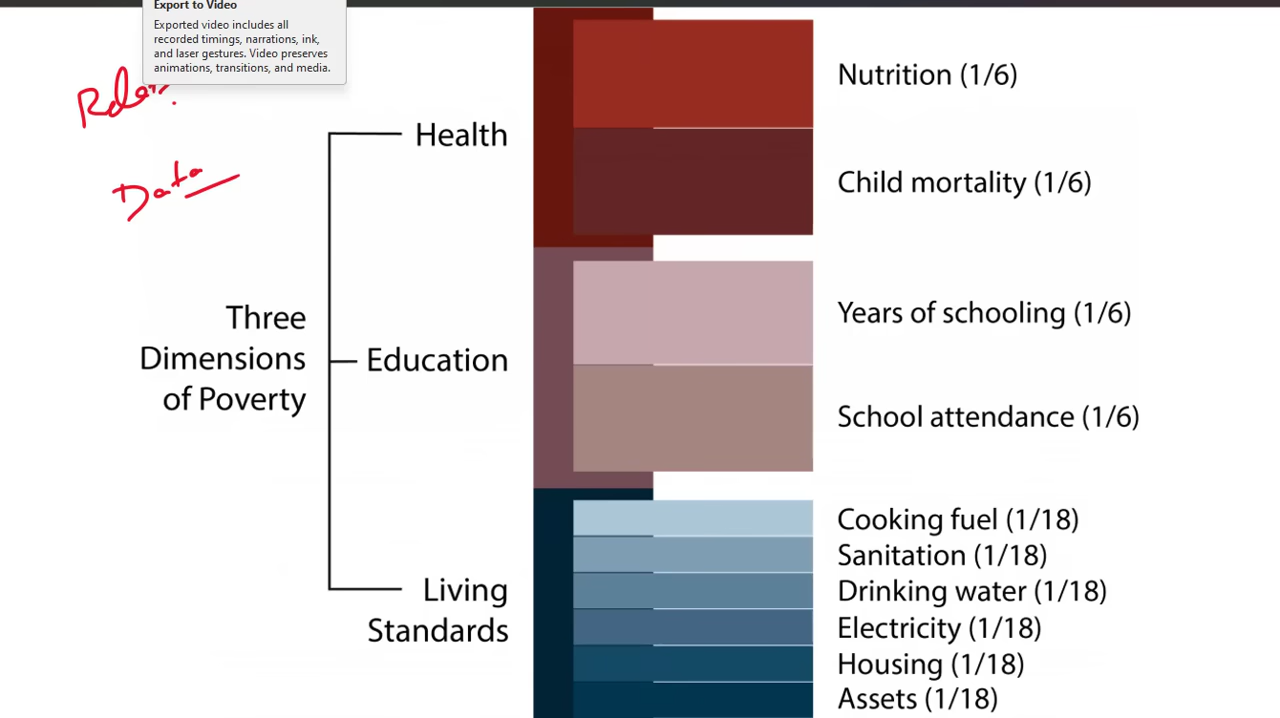 Export to Video
Exported video includes all
recorded timings, narrations, ink,
and laser gestures. Video preserves
animations, transitions, and media.
Data
Three
Dimensions
of Poverty
Health
Nutrition (1/6)
Child mortality (1/6)
Education
Years of schooling (1/6)
School attendance (1/6)
Living
Standards
Cooking fuel (1/18)
Sanitation (1/18)
Drinking water (1/18)
Electricity (1/18)
Housing (1/18)
Assets (1/18)